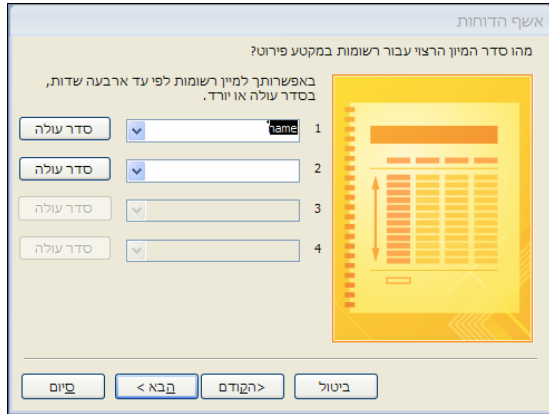 אשף הדוחות
מהו סדר המיון הרצוי עבור רשומות במקטע פירוט?
באפשרותך למיין רשומות לפי עד ארבעה שדות,
בסדר עולה או יורד.
1 name סדר עולה
2 סדר עולה
3 סדר עולה
4 סדר עולה
ביטול <הקודם הבא > סיום